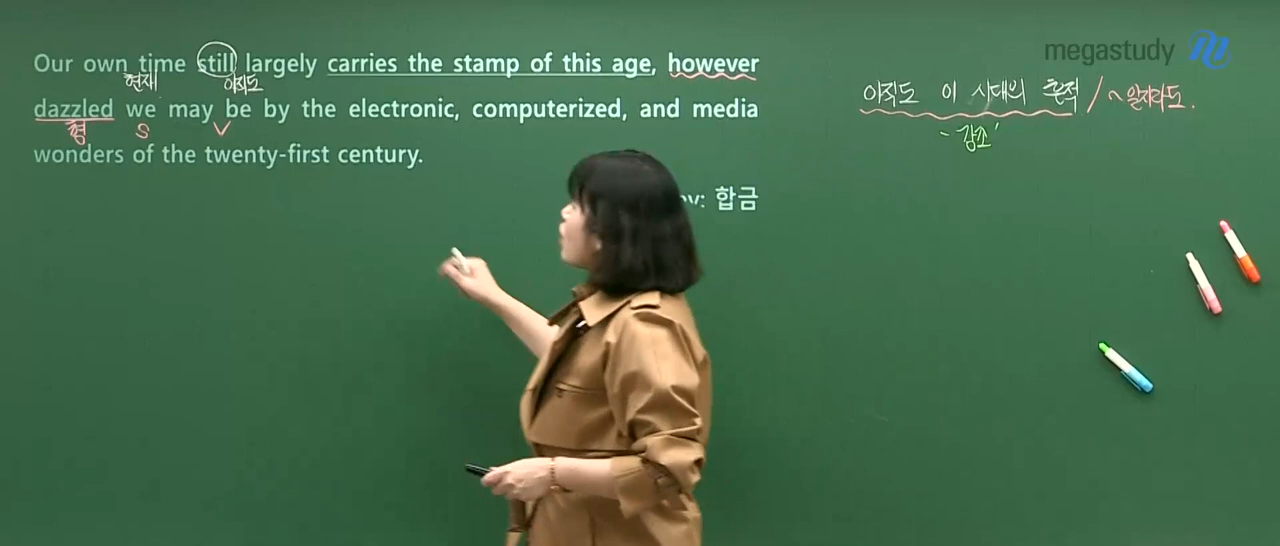 Our own time still largely carries the stamp of this age, however
현재 아직도
dazzled we may be by the electronic, computerized, and media
형 S V
wonders of the twenty-first century.
oy: 합금
megastudy
아직도 이 시대의 흔적 / ~일지라도.
- 강조